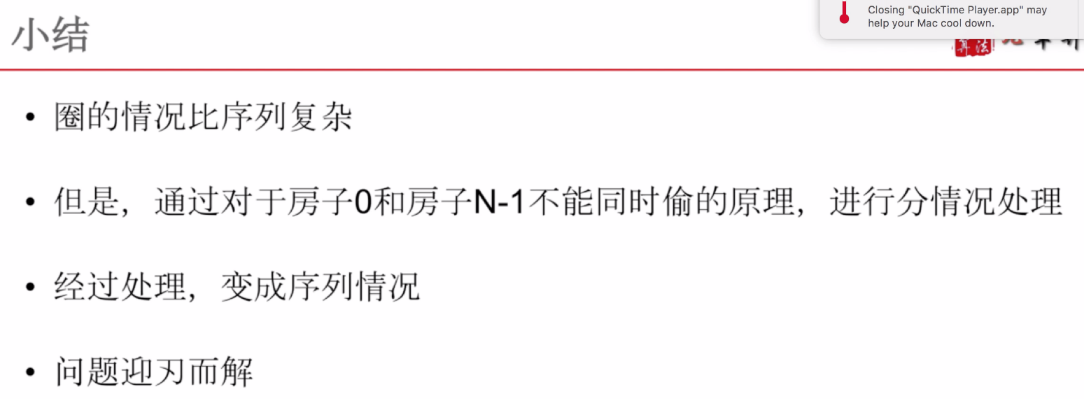 小结
Closing "QuickTime Player.app" may
help your Mac cool down.
• 圈的情况比序列复杂
• 但是，通过对于房子0和房子N-1不能同时偷的原理，进行分情况处理
• 经过处理，变成序列情况
• 问题迎刃而解